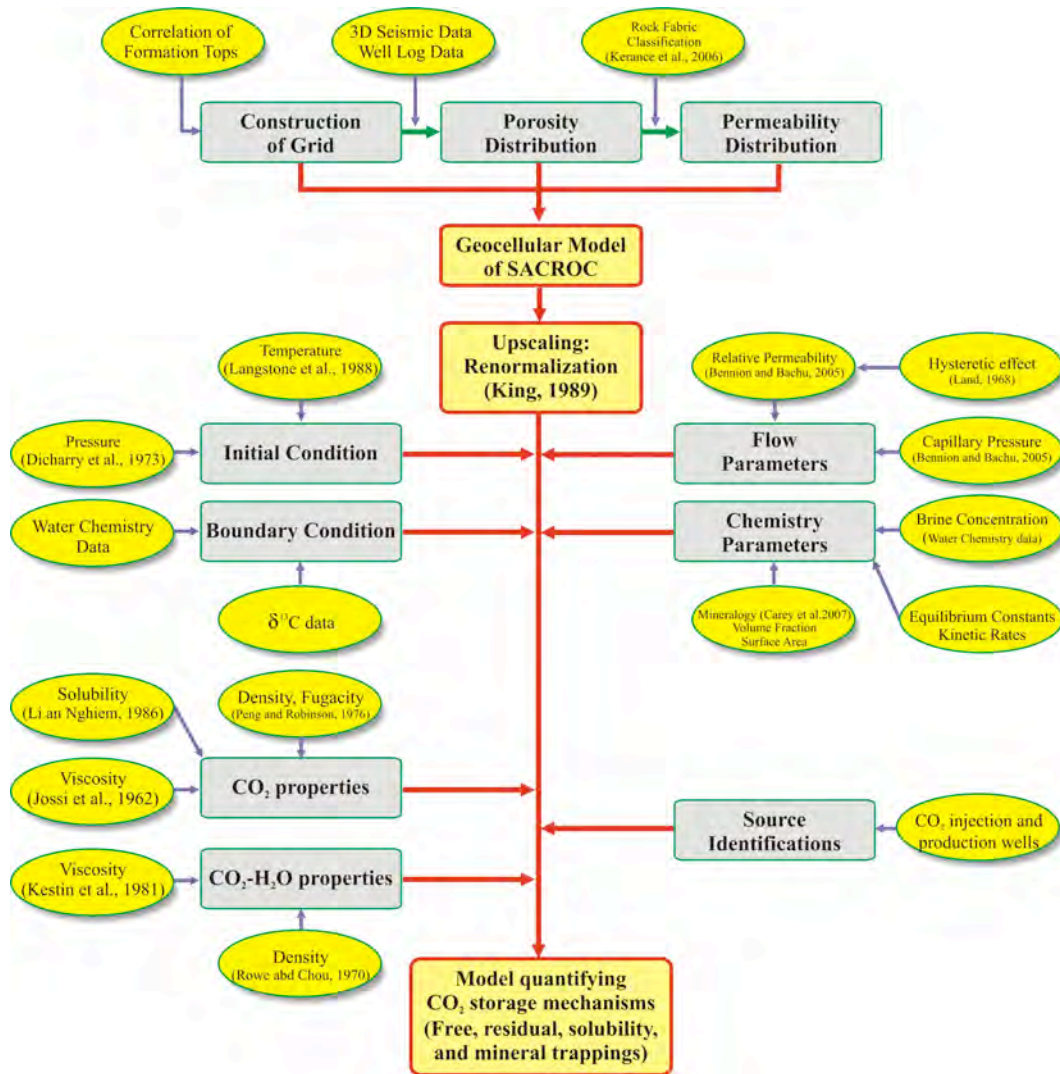 Correlation of
Formation Tops
3D Seismic Data
Well Log Data
Rock Fabric
Classification
(Kerance et al., 2006)
Construction
of Grid
Porosity
Distribution
Permeability
Distribution
Geocellular Model
of SACROC
Upscaling:
Renormalization
(King, 1989)
Temperature
(Langstone et al., 1988)
Pressure
(Dicharry et al., 1973)
Initial Condition
Water Chemistry
Data
Boundary Condition
δ¹³C data
Relative Permeability
(Bennion and Bachu, 2005)
Hysteretic effect
(Land, 1968)
Flow
Parameters
Capillary Pressure
(Bennion and Bachu, 2005)
Chemistry
Parameters
Brine Concentration
(Water Chemistry data)
Mineralogy (Carey et al.2007)
Volume Fraction
Surface Area
Equilibrium Constants
Kinetic Rates
Solubility
(Li an Nghiem, 1986)
Density, Fugacity
(Peng and Robinson, 1976)
Viscosity
(Jossi et al., 1962)
CO₂ properties
Viscosity
(Kestin et al., 1981)
CO₂-H₂O properties
Density
(Rowe abd Chou, 1970)
Source
Identifications
CO₂ injection and
production wells
Model quantifying
CO₂ storage mechanisms
(Free, residual, solubility,
and mineral trappings)